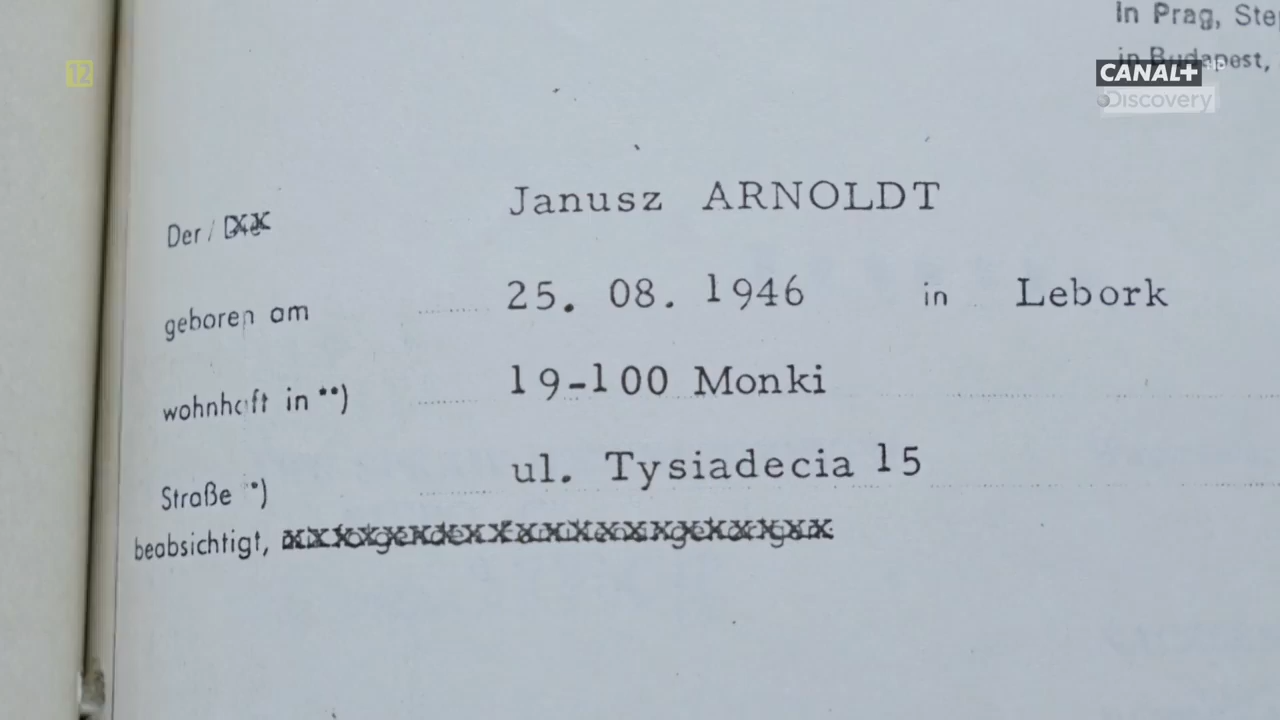 in Prag, Step
in Budapest,
12
CANAL+
Discovery
Der / Die Janusz ARNOLDT
geboren am 25. 08. 1946 in Lebork
wohnhaft in **) 19-100 Monki
Straße *) ul. Tysiadecia 15
beabsichtigt,